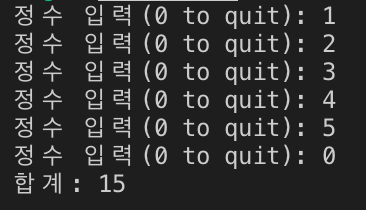 정수 입력(0 to quit): 1
정수 입력(0 to quit): 2
정수 입력(0 to quit): 3
정수 입력(0 to quit): 4
정수 입력(0 to quit): 5
정수 입력(0 to quit): 0
합계: 15